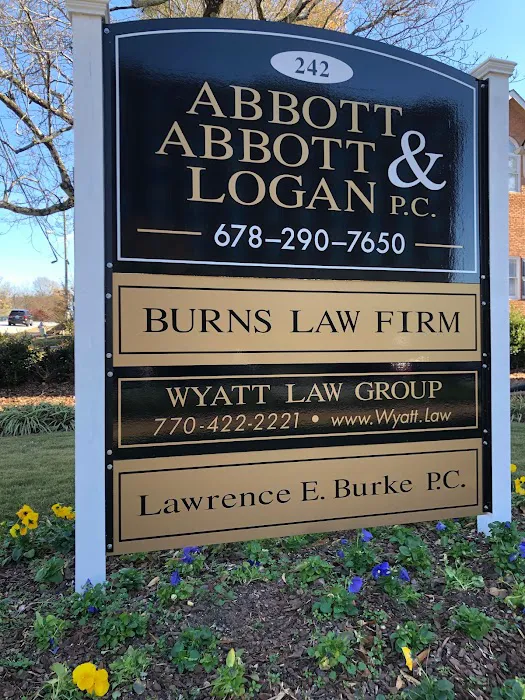 242
ABBOTT
ABBOTT &
LOGAN P.C.
678–290–7650
BURNS LAW FIRM
WYATT LAW GROUP
770-422-2221 • www.Wyatt.Law
Lawrence E. Burke P.C.